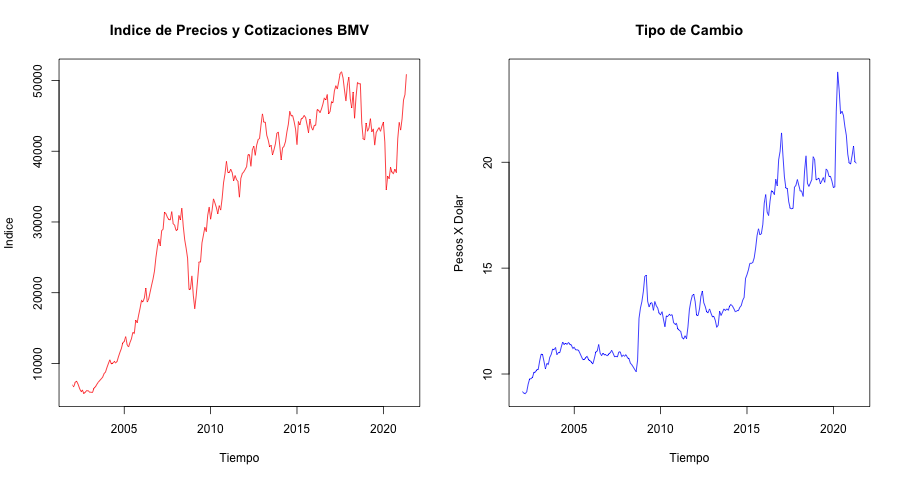 Indice de Precios y Cotizaciones BMV
Indice
50000
40000
30000
20000
10000
2005 2010 2015 2020
Tiempo
Tipo de Cambio
Pesos X Dolar
20
15
10
2005 2010 2015 2020
Tiempo